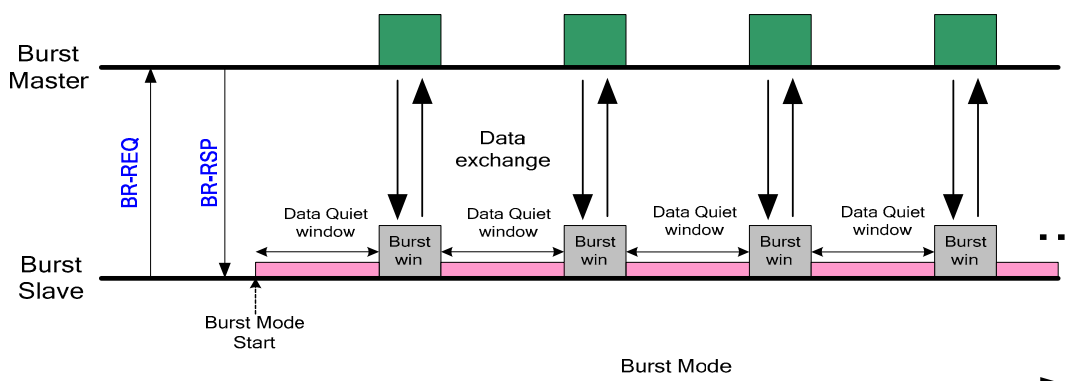 Burst
Master
BR-REQ
BR-RSP
Data
exchange
Data Quiet
window
Data Quiet
window
Data Quiet
window
Data Quiet
window
Burst
win
Burst
win
Burst
win
Burst
win
..
Burst
Slave
Burst Mode
Start
Burst Mode